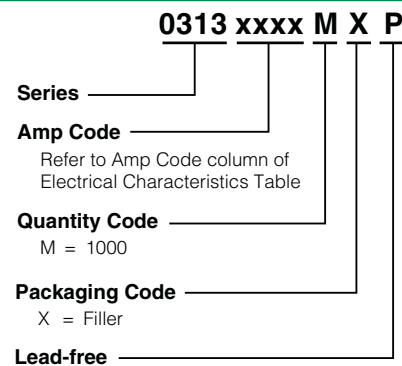 0313 xxxx M X P
Series
Amp Code
Refer to Amp Code column of
Electrical Characteristics Table
Quantity Code
M = 1000
Packaging Code
X = Filler
Lead-free